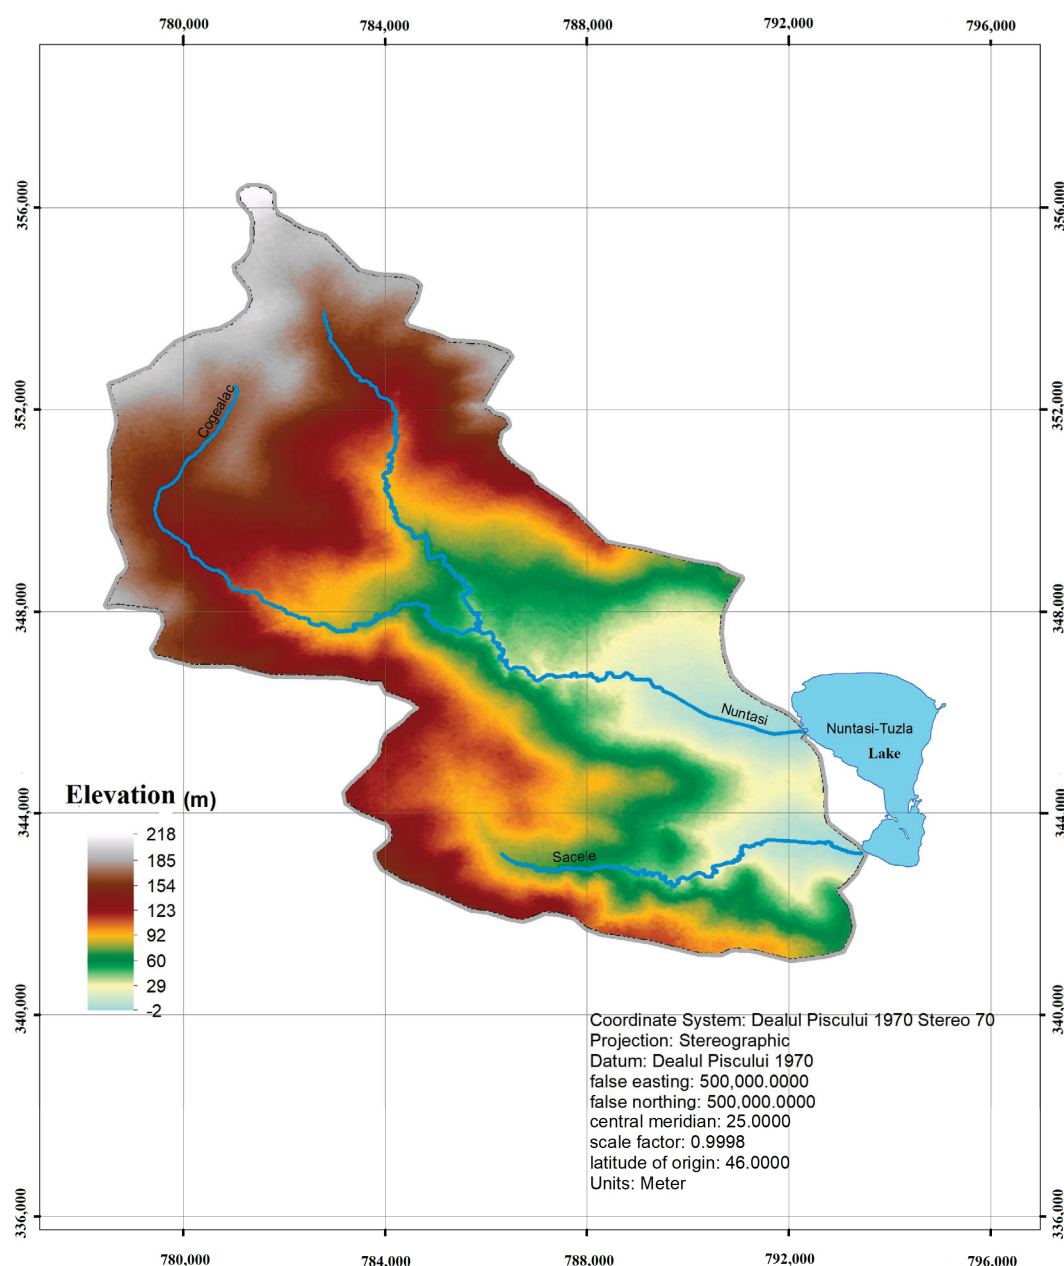 780,000 784,000 788,000 792,000 796,000
356,000 356,000
352,000 352,000
Cogealac
348,000 348,000
Nuntasi
Nuntasi-Tuzla
Lake
Elevation (m)
344,000 344,000
218
185
154
123
92
60
29
-2
Sacele
340,000 340,000
Coordinate System: Dealul Piscului 1970 Stereo 70
Projection: Stereographic
Datum: Dealul Piscului 1970
false easting: 500,000.0000
false northing: 500,000.0000
central meridian: 25.0000
scale factor: 0.9998
latitude of origin: 46.0000
Units: Meter
336,000 336,000
780,000 784,000 788,000 792,000 796,000